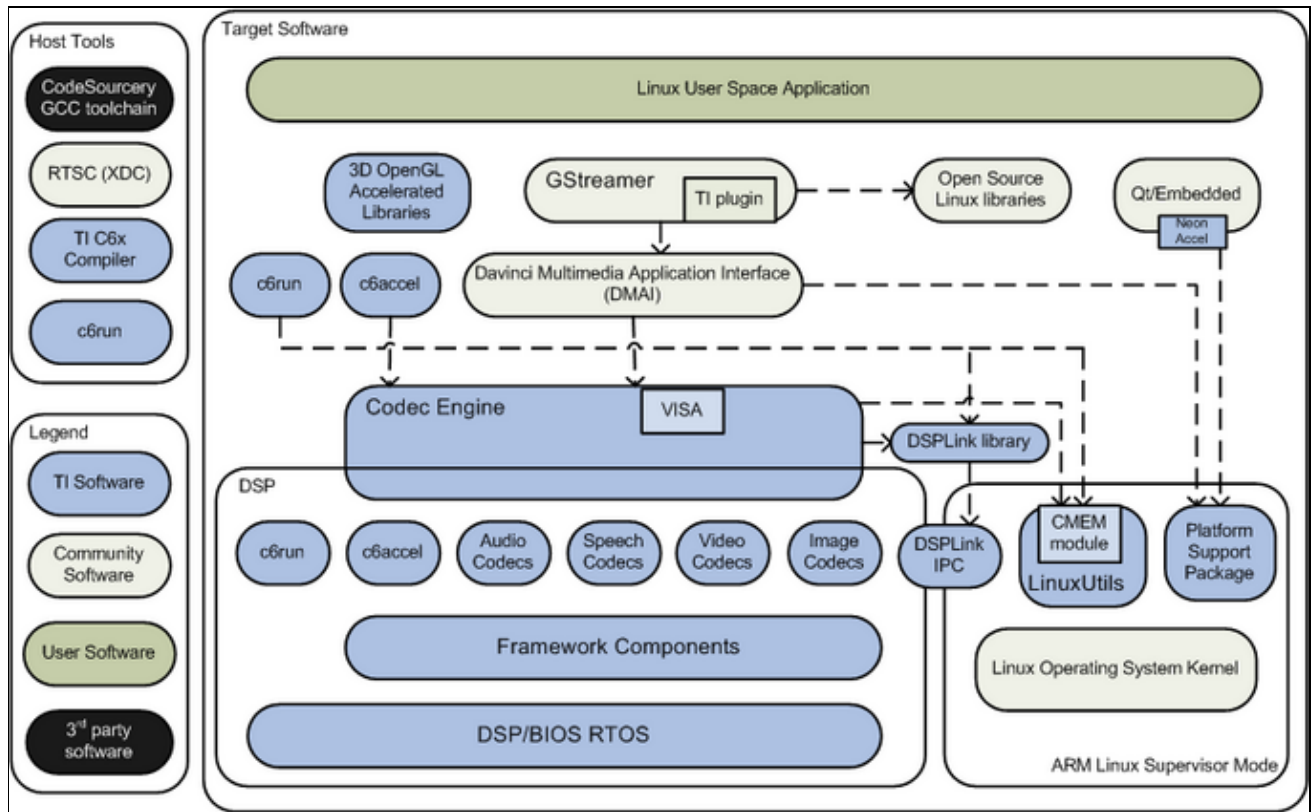 Host Tools
CodeSourcery
GCC toolchain
RTSC (XDC)
TI C6x
Compiler
c6run
Legend
TI Software
Community
Software
User Software
3rd party
software
Target Software
Linux User Space Application
3D OpenGL
Accelerated
Libraries
GStreamer
TI plugin
Open Source
Linux libraries
Qt/Embedded
Neon
Accel
c6run
c6accel
Davinci Multimedia Application Interface
(DMAI)
Codec Engine
VISA
DSPLink library
DSP
c6run
c6accel
Audio
Codecs
Speech
Codecs
Video
Codecs
Image
Codecs
DSPLink
IPC
CMEM
module
LinuxUtils
Platform
Support
Package
Framework Components
Linux Operating System Kernel
DSP/BIOS RTOS
ARM Linux Supervisor Mode